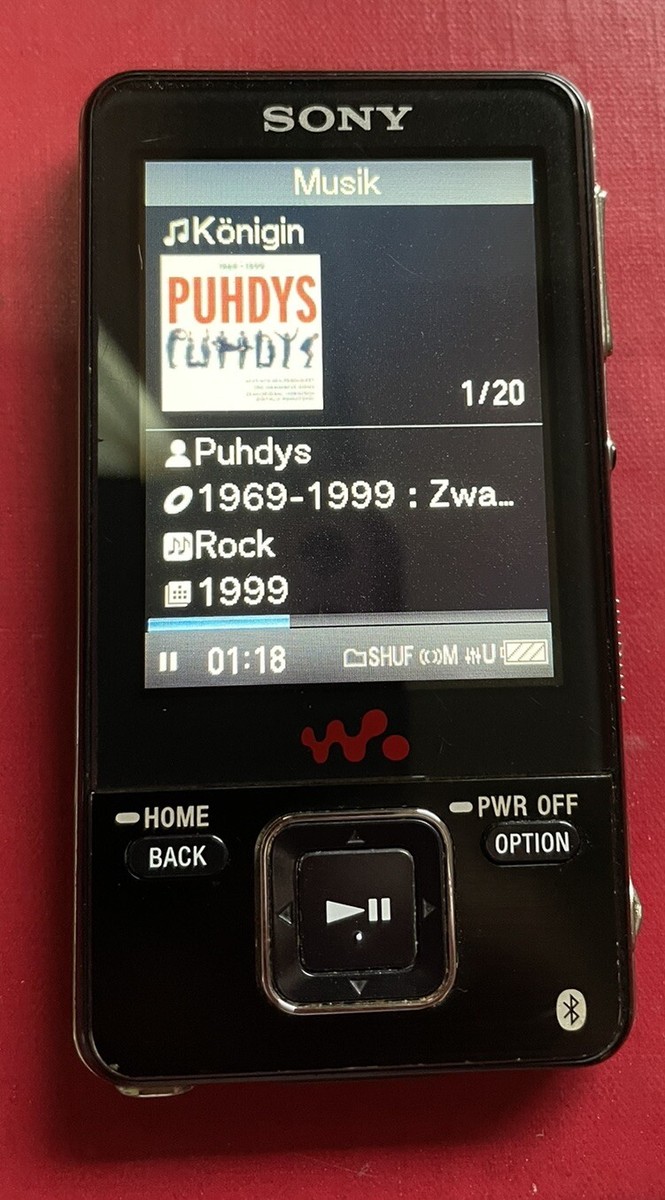 SONY
Musik
Königin
1969 - 1999
PUHDYS
PUHDYS
1/20
Puhdys
1969-1999 : Zwa...
Rock
1999
01:18 SHUF M U
HOME
PWR OFF
BACK
OPTION